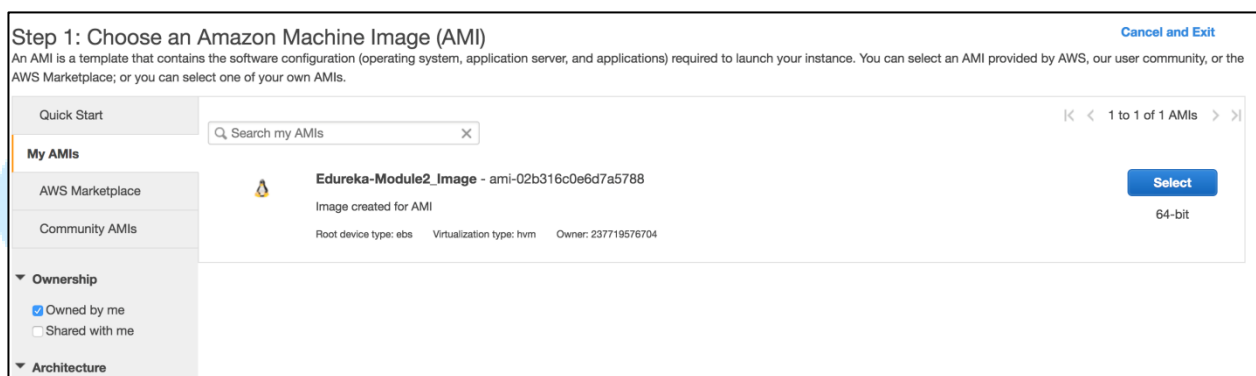 Step 1: Choose an Amazon Machine Image (AMI)
Cancel and Exit
An AMI is a template that contains the software configuration (operating system, application server, and applications) required to launch your instance. You can select an AMI provided by AWS, our user community, or the
AWS Marketplace; or you can select one of your own AMIs.
Quick Start
My AMIs
AWS Marketplace
Community AMIs
Ownership
Owned by me
Shared with me
Architecture
Search my AMIs
1 to 1 of 1 AMIs
Edureka-Module2_Image - ami-02b316c0e6d7a5788
Image created for AMI
Root device type: ebs Virtualization type: hvm Owner: 237719576704
Select
64-bit